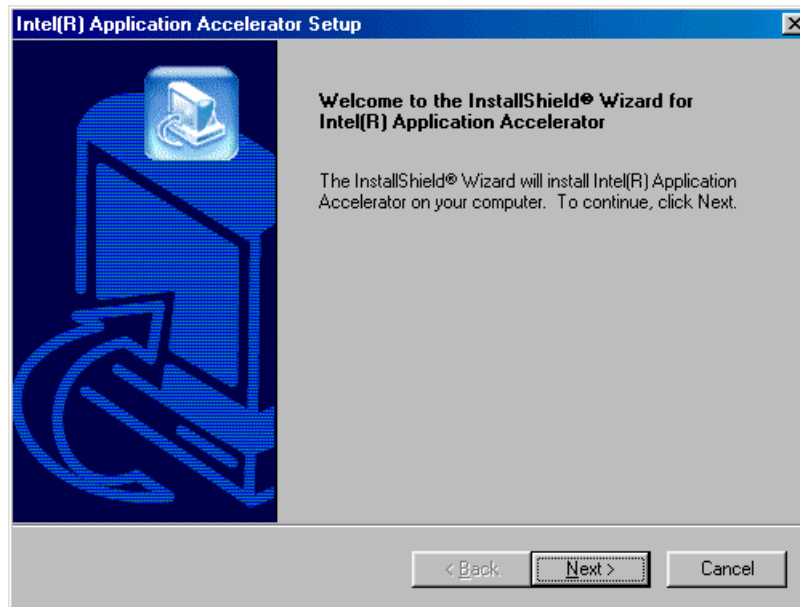 Intel(R) Application Accelerator Setup
Welcome to the InstallShield® Wizard for
Intel(R) Application Accelerator
The InstallShield® Wizard will install Intel(R) Application
Accelerator on your computer.  To continue, click Next.
< Back
Next >
Cancel